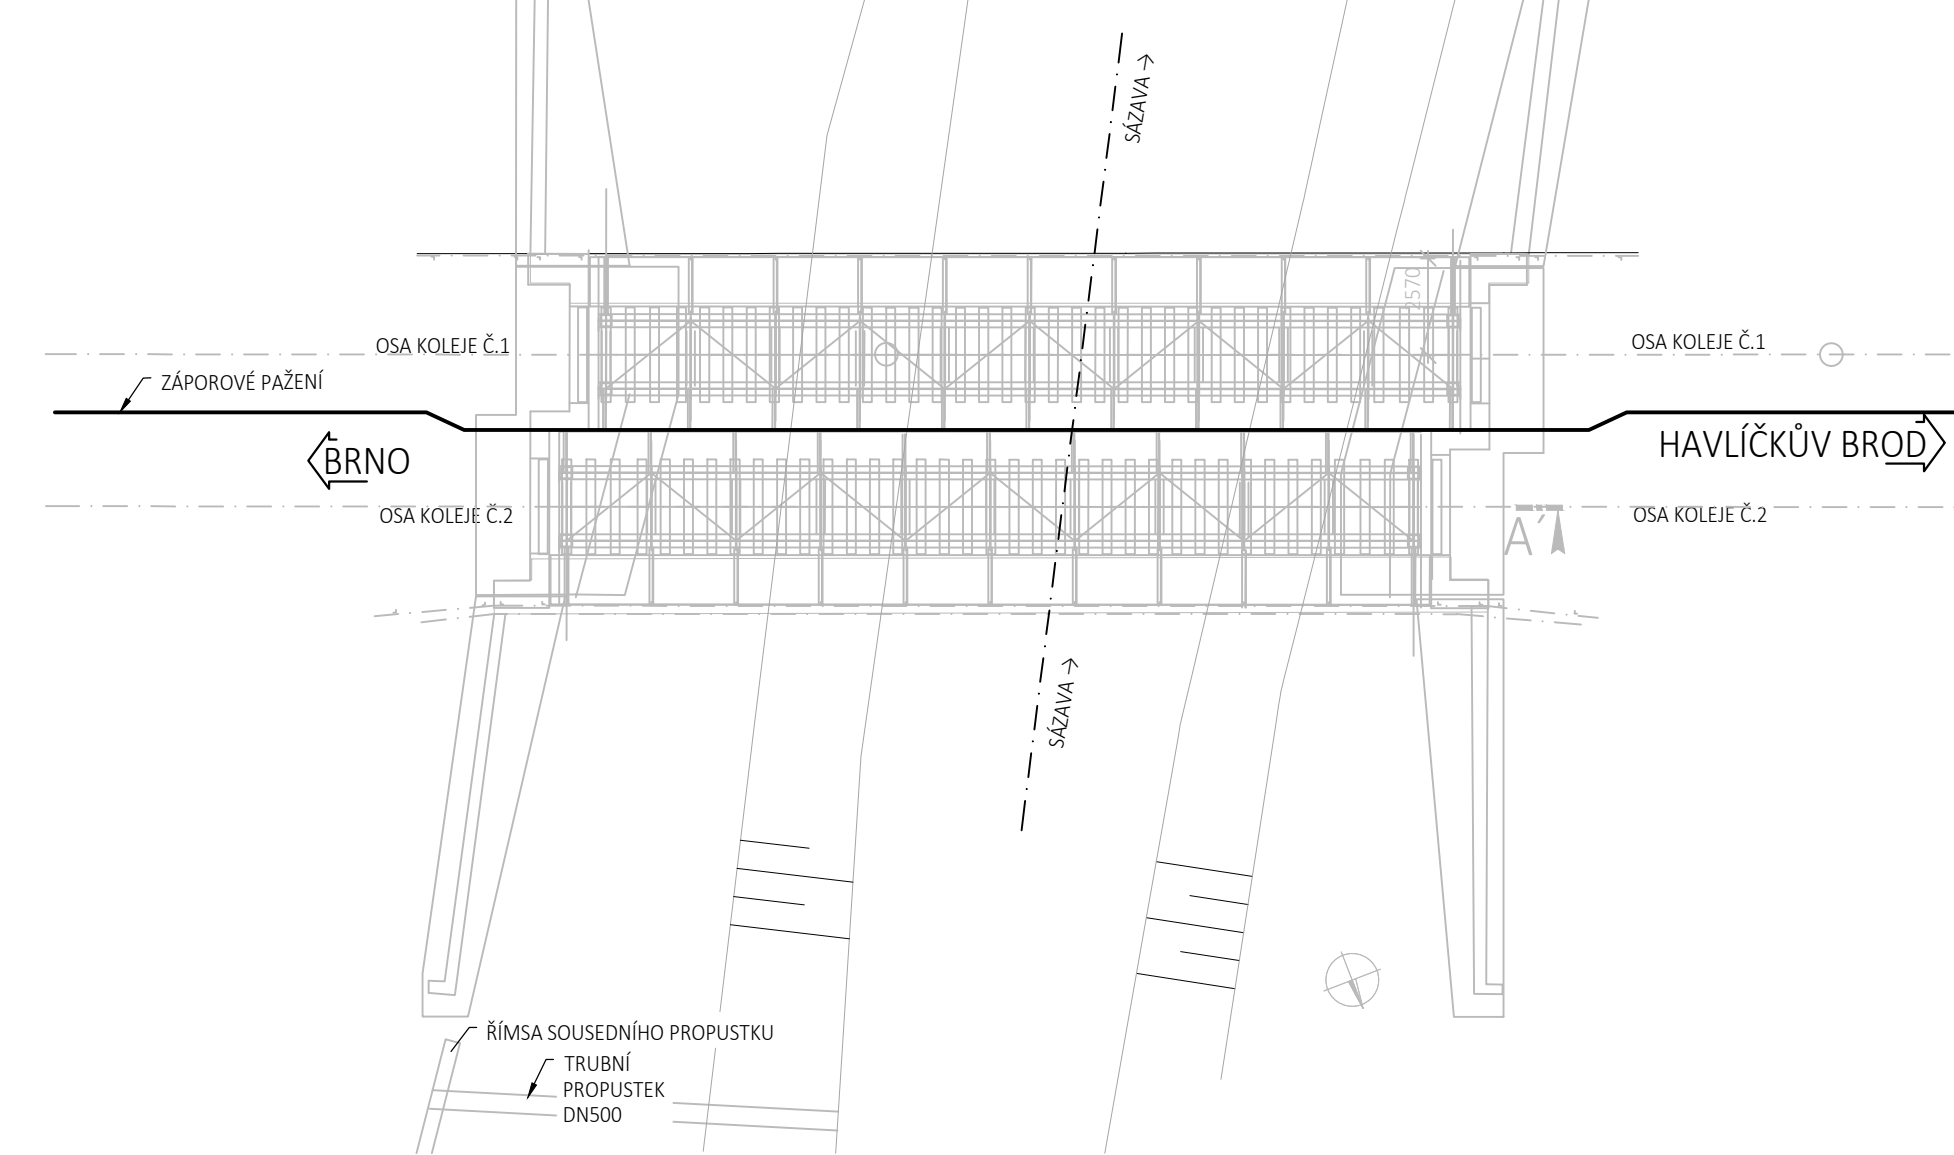 SÁZAVA →
2570
OSA KOLEJE Č.1
OSA KOLEJE Č.1
ZÁPOROVÉ PAŽENÍ
BRNO
HAVLÍČKŮV BROD
OSA KOLEJE Č.2
OSA KOLEJE Č.2
A´
SÁZAVA →
ŘÍMSA SOUSEDNÍHO PROPUSTKU
TRUBNÍ
PROPUSTEK
DN500